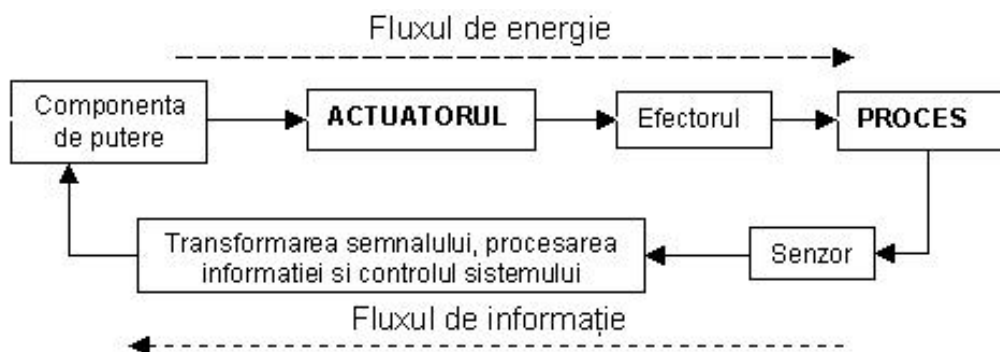 Fluxul de energie
Componenta
de putere
ACTUATORUL
Efectorul
PROCES
Transformarea semnalului, procesarea
informatiei si controlul sistemului
Senzor
Fluxul de informație